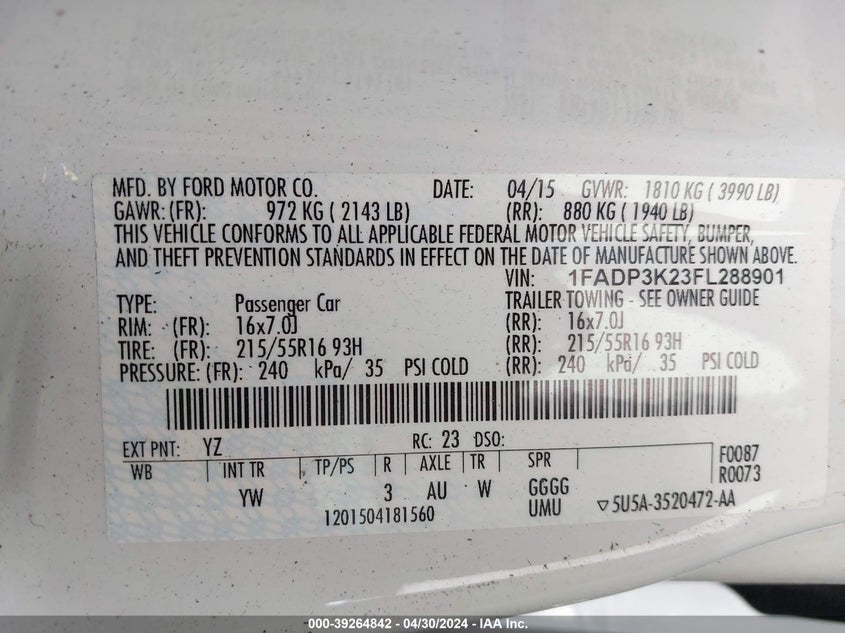 MFD. BY FORD MOTOR CO. DATE: 04/15 GVWR: 1810 KG ( 3990 LB)
GAWR: (FR): 972 KG ( 2143 LB) (RR): 880 KG ( 1940 LB)
THIS VEHICLE CONFORMS TO ALL APPLICABLE FEDERAL MOTOR VEHICLE SAFETY, BUMPER,
AND THEFT PREVENTION STANDARDS IN EFFECT ON THE DATE OF MANUFACTURE SHOWN ABOVE.
VIN: 1FADP3K23FL288901
TYPE: Passenger Car TRAILER TOWING - SEE OWNER GUIDE
RIM: (FR): 16x7.0J (RR): 16x7.0J
TIRE: (FR): 215/55R16 93H (RR): 215/55R16 93H
PRESSURE: (FR): 240 kPa/ 35 PSI COLD (RR): 240 kPa/ 35 PSI COLD
EXT PNT: YZ RC: 23 DSO: F0087
WB INT TR TP/PS R AXLE TR SPR R0073
YW 3 AU W GGGG
1201504181560 UMU ▽5U5A-3520472-AA
000-39264842 - 04/30/2024 - IAA Inc.